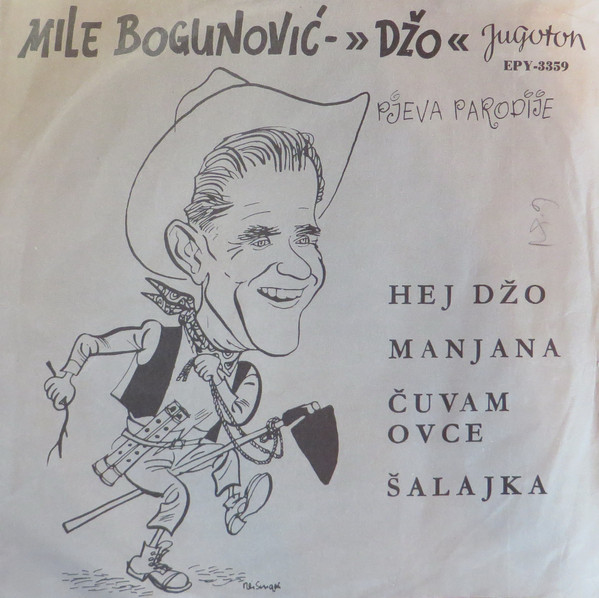 MILE BOGUNOVIĆ - » DŽO «
Jugoton
EPY-3359
PJEVA PARODIJE
HEJ DŽO
MANJANA
ČUVAM
OVCE
ŠALAJKA